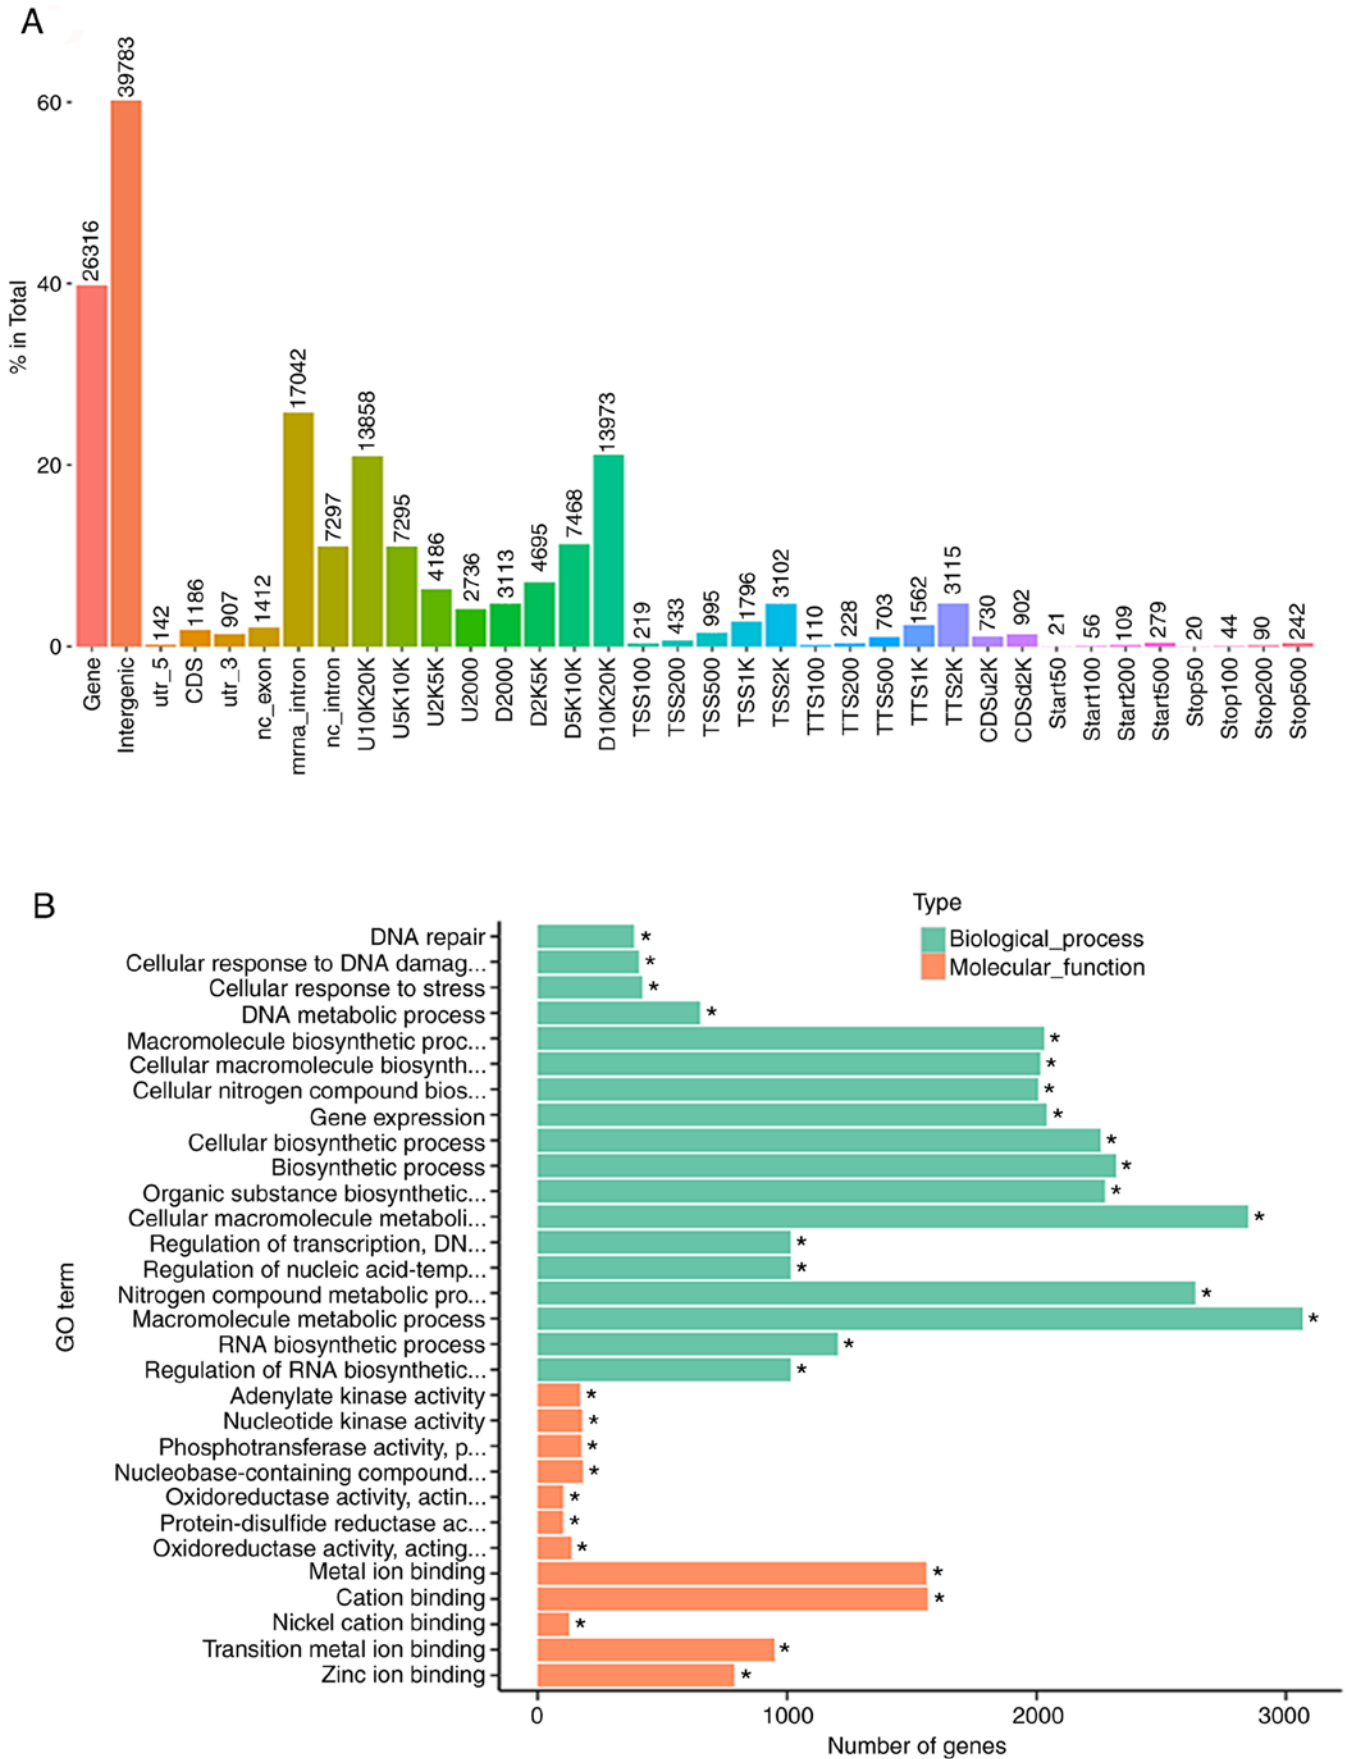 A
% in Total
60
40
20
0
26316
39783
142
1186
907
1412
17042
7297
13858
7295
4186
2736
3113
4695
7468
13973
219
433
995
1796
3102
110
228
703
1562
3115
730
902
21
56
109
279
20
44
90
242
Gene
Intergenic
utr_5
CDS
utr_3
nc_exon
mrna_intron
nc_intron
U10K20K
U5K10K
U2K5K
U2000
D2000
D2K5K
D5K10K
D10K20K
TSS100
TSS200
TSS500
TSS1K
TSS2K
TTS100
TTS200
TTS500
TTS1K
TTS2K
CDSu2K
CDSd2K
Start50
Start100
Start200
Start500
Stop50
Stop100
Stop200
Stop500
B
Type
Biological_process
Molecular_function
GO term
DNA repair *
Cellular response to DNA damag... *
Cellular response to stress *
DNA metabolic process *
Macromolecule biosynthetic proc... *
Cellular macromolecule biosynth... *
Cellular nitrogen compound bios... *
Gene expression *
Cellular biosynthetic process *
Biosynthetic process *
Organic substance biosynthetic... *
Cellular macromolecule metaboli... *
Regulation of transcription, DN... *
Regulation of nucleic acid-temp... *
Nitrogen compound metabolic pro... *
Macromolecule metabolic process *
RNA biosynthetic process *
Regulation of RNA biosynthetic... *
Adenylate kinase activity *
Nucleotide kinase activity *
Phosphotransferase activity, p... *
Nucleobase-containing compound... *
Oxidoreductase activity, actin... *
Protein-disulfide reductase ac... *
Oxidoreductase activity, acting... *
Metal ion binding *
Cation binding *
Nickel cation binding *
Transition metal ion binding *
Zinc ion binding *
0 1000 2000 3000
Number of genes